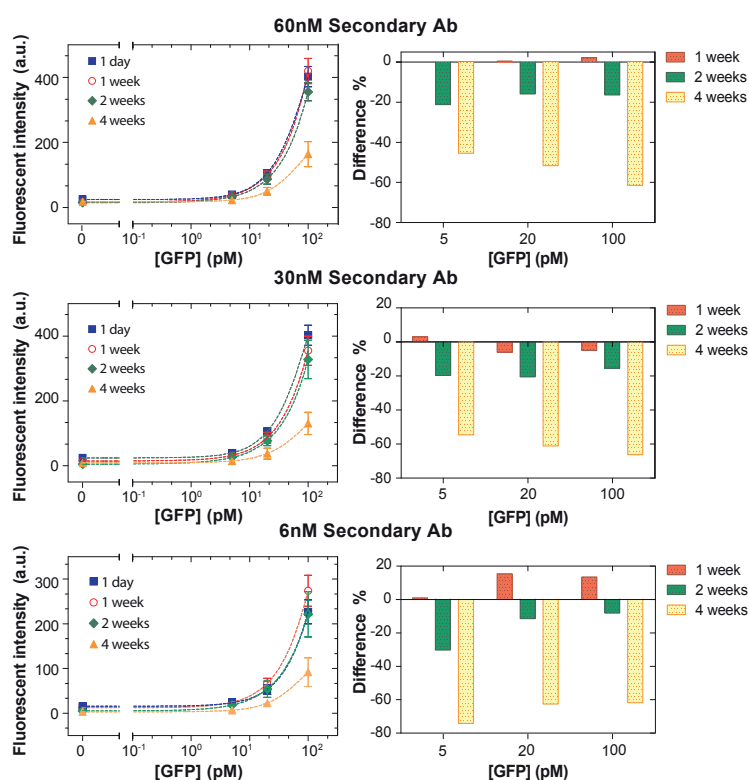 60nM Secondary Ab
Fluorescent intensity (a.u.)
400
200
0
1 day
1 week
2 weeks
4 weeks
0 10⁻¹ 10⁰ 10¹ 10²
[GFP] (pM)
Difference %
0
-20
-40
-60
-80
5 20 100
[GFP] (pM)
1 week
2 weeks
4 weeks
30nM Secondary Ab
Fluorescent intensity (a.u.)
400
200
0
1 day
1 week
2 weeks
4 weeks
0 10⁻¹ 10⁰ 10¹ 10²
[GFP] (pM)
Difference %
20
0
-20
-40
-60
-80
5 20 100
[GFP] (pM)
1 week
2 weeks
4 weeks
6nM Secondary Ab
Fluorescent intensity (a.u.)
300
200
100
0
1 day
1 week
2 weeks
4 weeks
0 10⁻¹ 10⁰ 10¹ 10²
[GFP] (pM)
Difference %
20
0
-20
-40
-60
-80
5 20 100
[GFP] (pM)
1 week
2 weeks
4 weeks